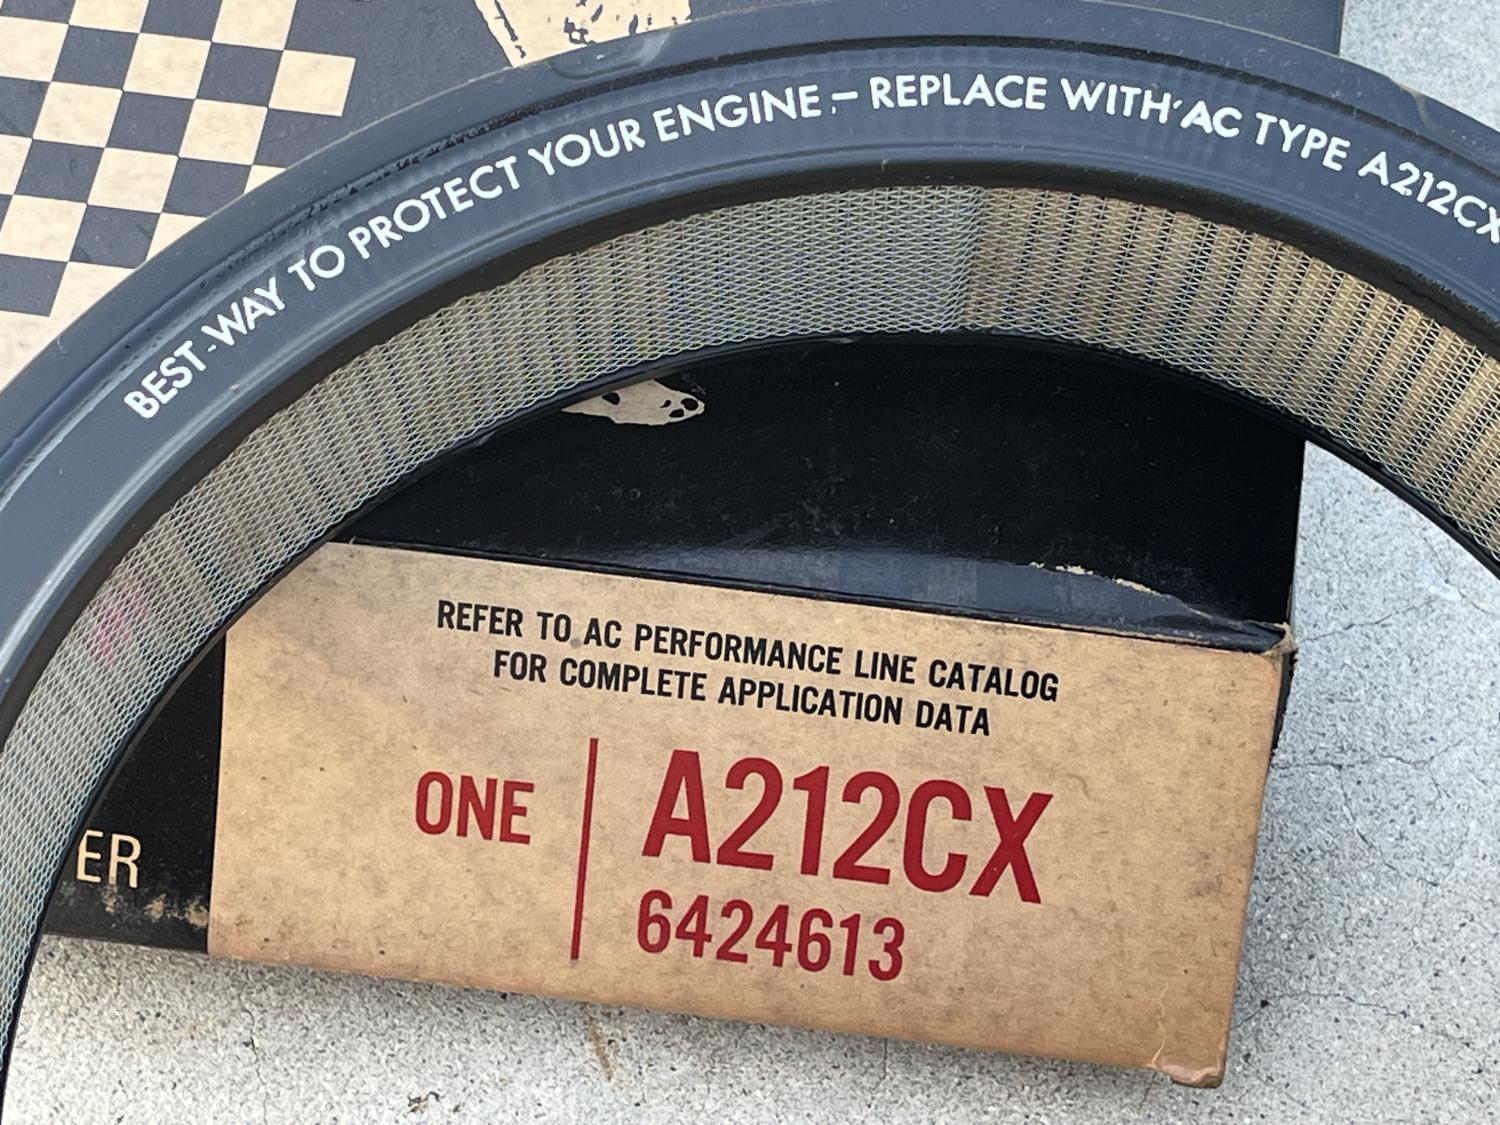 BEST-WAY TO PROTECT YOUR ENGINE – REPLACE WITH AC TYPE A212CX
REFER TO AC PERFORMANCE LINE CATALOG
FOR COMPLETE APPLICATION DATA
ONE
A212CX
6424613
ER